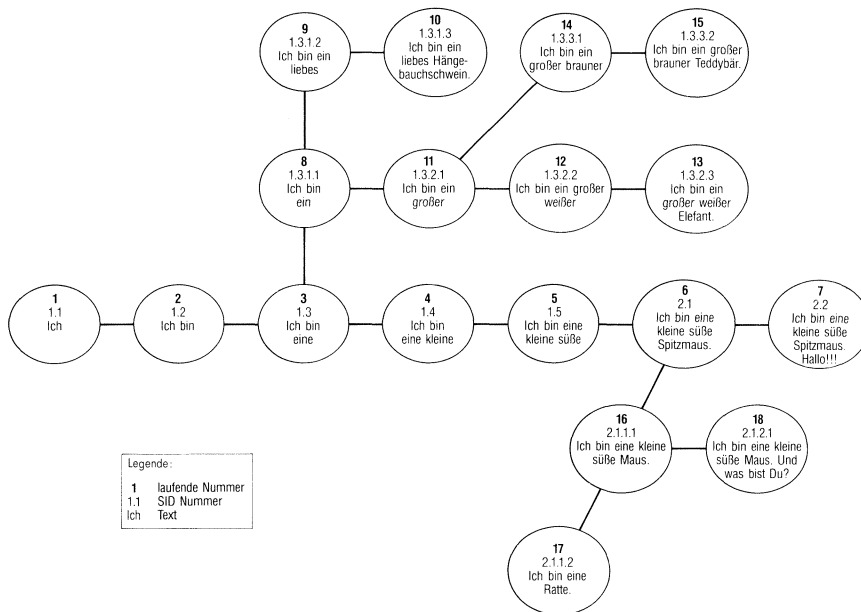 9
1.3.1.2
Ich bin ein
liebes
10
1.3.1.3
Ich bin ein
liebes Hänge-
bauchschwein.
14
1.3.3.1
Ich bin ein
großer brauner
15
1.3.3.2
Ich bin ein großer
brauner Teddybär.
8
1.3.1.1
Ich bin
ein
11
1.3.2.1
Ich bin ein
großer
12
1.3.2.2
Ich bin ein großer
weißer
13
1.3.2.3
Ich bin ein
großer weißer
Elefant.
1
1.1
Ich
2
1.2
Ich bin
3
1.3
Ich bin
eine
4
1.4
Ich bin
eine kleine
5
1.5
Ich bin eine
kleine süße
6
2.1
Ich bin eine
kleine süße
Spitzmaus.
7
2.2
Ich bin eine
kleine süße
Spitzmaus.
Hallo!!!
16
2.1.1.1
Ich bin eine kleine
süße Maus.
18
2.1.2.1
Ich bin eine kleine
süße Maus. Und
was bist Du?
17
2.1.1.2
Ich bin eine
Ratte.
Legende:
1 laufende Nummer
1.1 SID Nummer
Ich Text